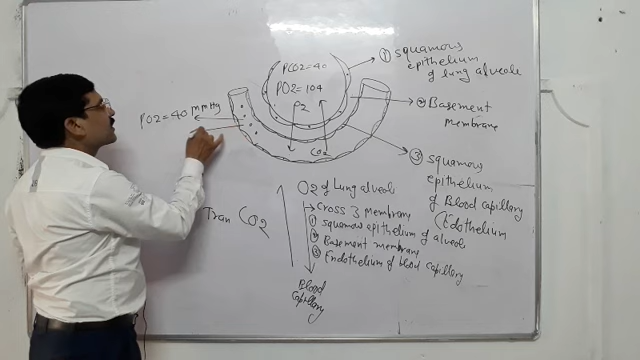 PCO2=40
PO2=104
O2
CO2
PO2=40 mmHg
① squamous
epithelium
of lung alveole
② Basement
membrane
③ squamous
epithelium
of Blood capillary
(Endothelium
Tran CO2
O2 of Lung alveole
Cross 3 membrane
① squamous epithelium of alveole
② Basement membrane
③ Endothelium of blood capillary
Blood
capillary